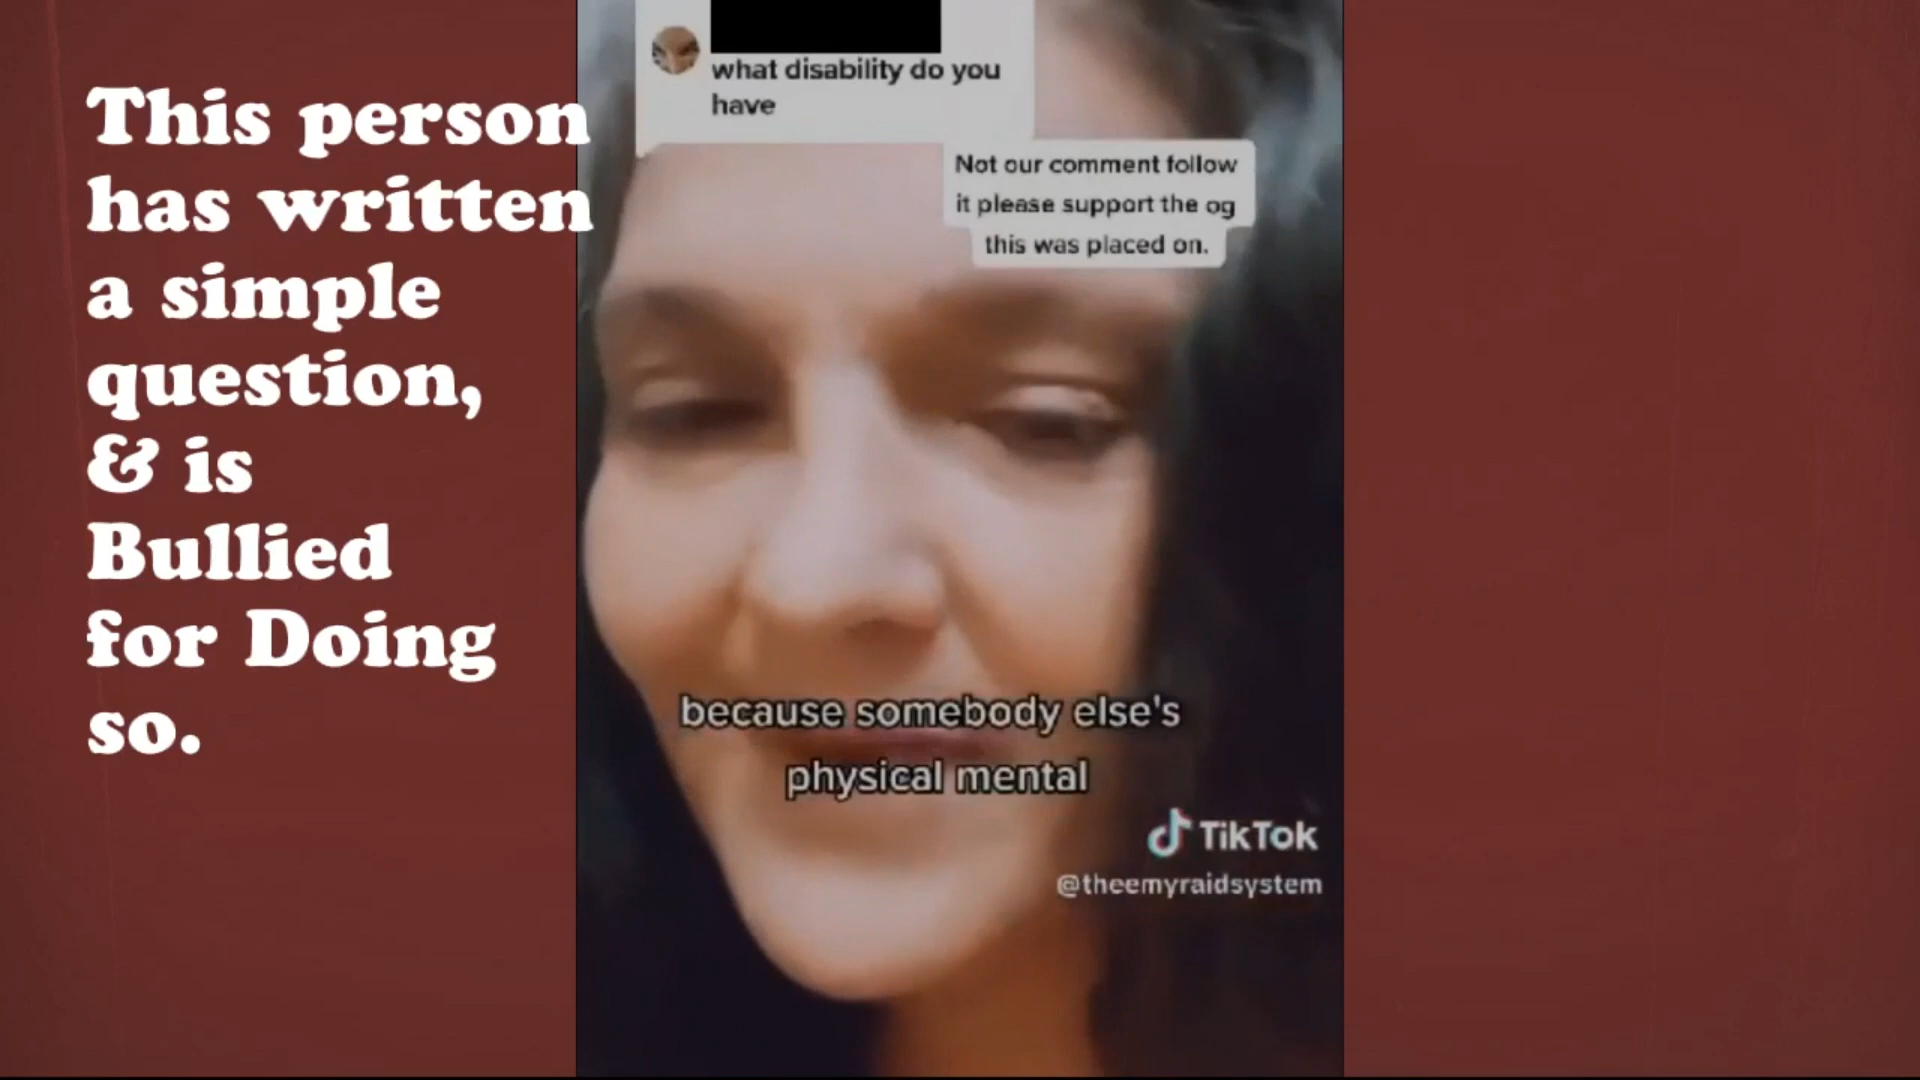 This person
has written
a simple
question,
& is
Bullied
for Doing
so.
what disability do you
have
Not our comment follow
it please support the og
this was placed on.
because somebody else's
physical mental
TikTok
@theemyraidsystem